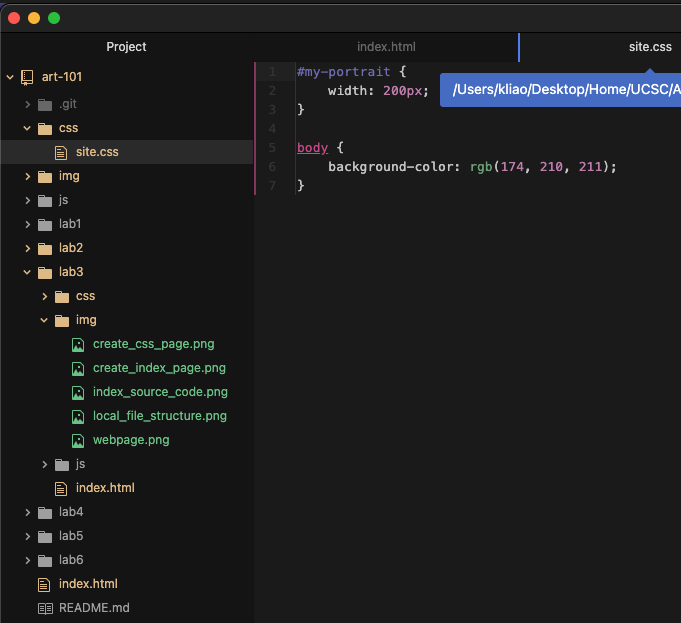 Project
index.html
site.css
art-101
.git
css
site.css
img
js
lab1
lab2
lab3
css
img
create_css_page.png
create_index_page.png
index_source_code.png
local_file_structure.png
webpage.png
js
index.html
lab4
lab5
lab6
index.html
README.md
1 #my-portrait {
2 width: 200px;
3 }
4
5 body {
6 background-color: rgb(174, 210, 211);
7 }
/Users/kliao/Desktop/Home/UCSC/A